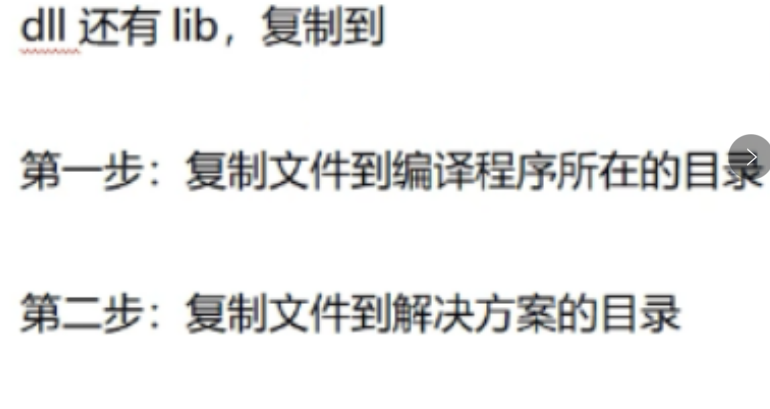 dll 还有 lib，复制到
第一步：复制文件到编译程序所在的目录
第二步：复制文件到解决方案的目录